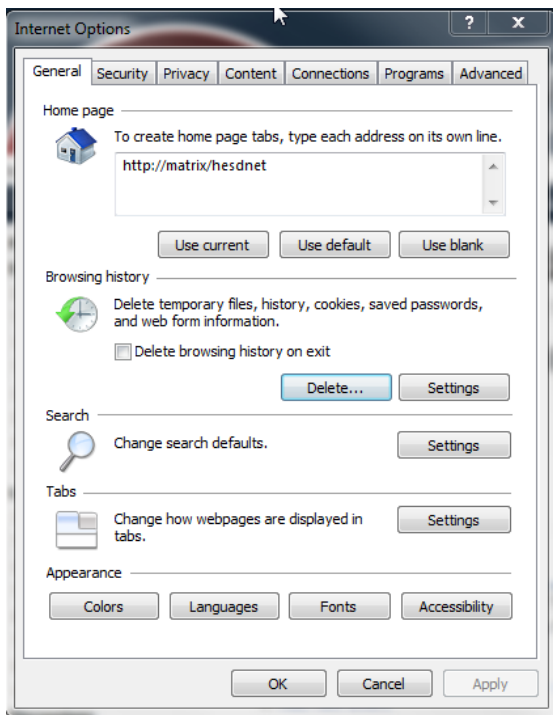 Internet Options
?
X
General Security Privacy Content Connections Programs Advanced
Home page
To create home page tabs, type each address on its own line.
http://matrix/hesdnet
Use current Use default Use blank
Browsing history
Delete temporary files, history, cookies, saved passwords,
and web form information.
Delete browsing history on exit
Delete... Settings
Search
Change search defaults. Settings
Tabs
Change how webpages are displayed in Settings
tabs.
Appearance
Colors Languages Fonts Accessibility
OK Cancel Apply